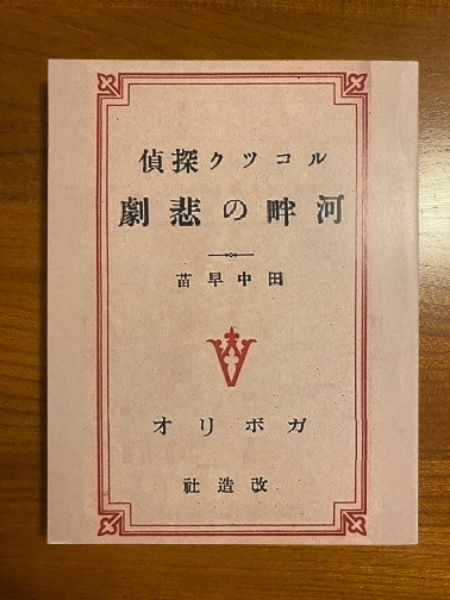 ルコツク探偵
河畔の悲劇
田中早苗
ガボリオ
改造社